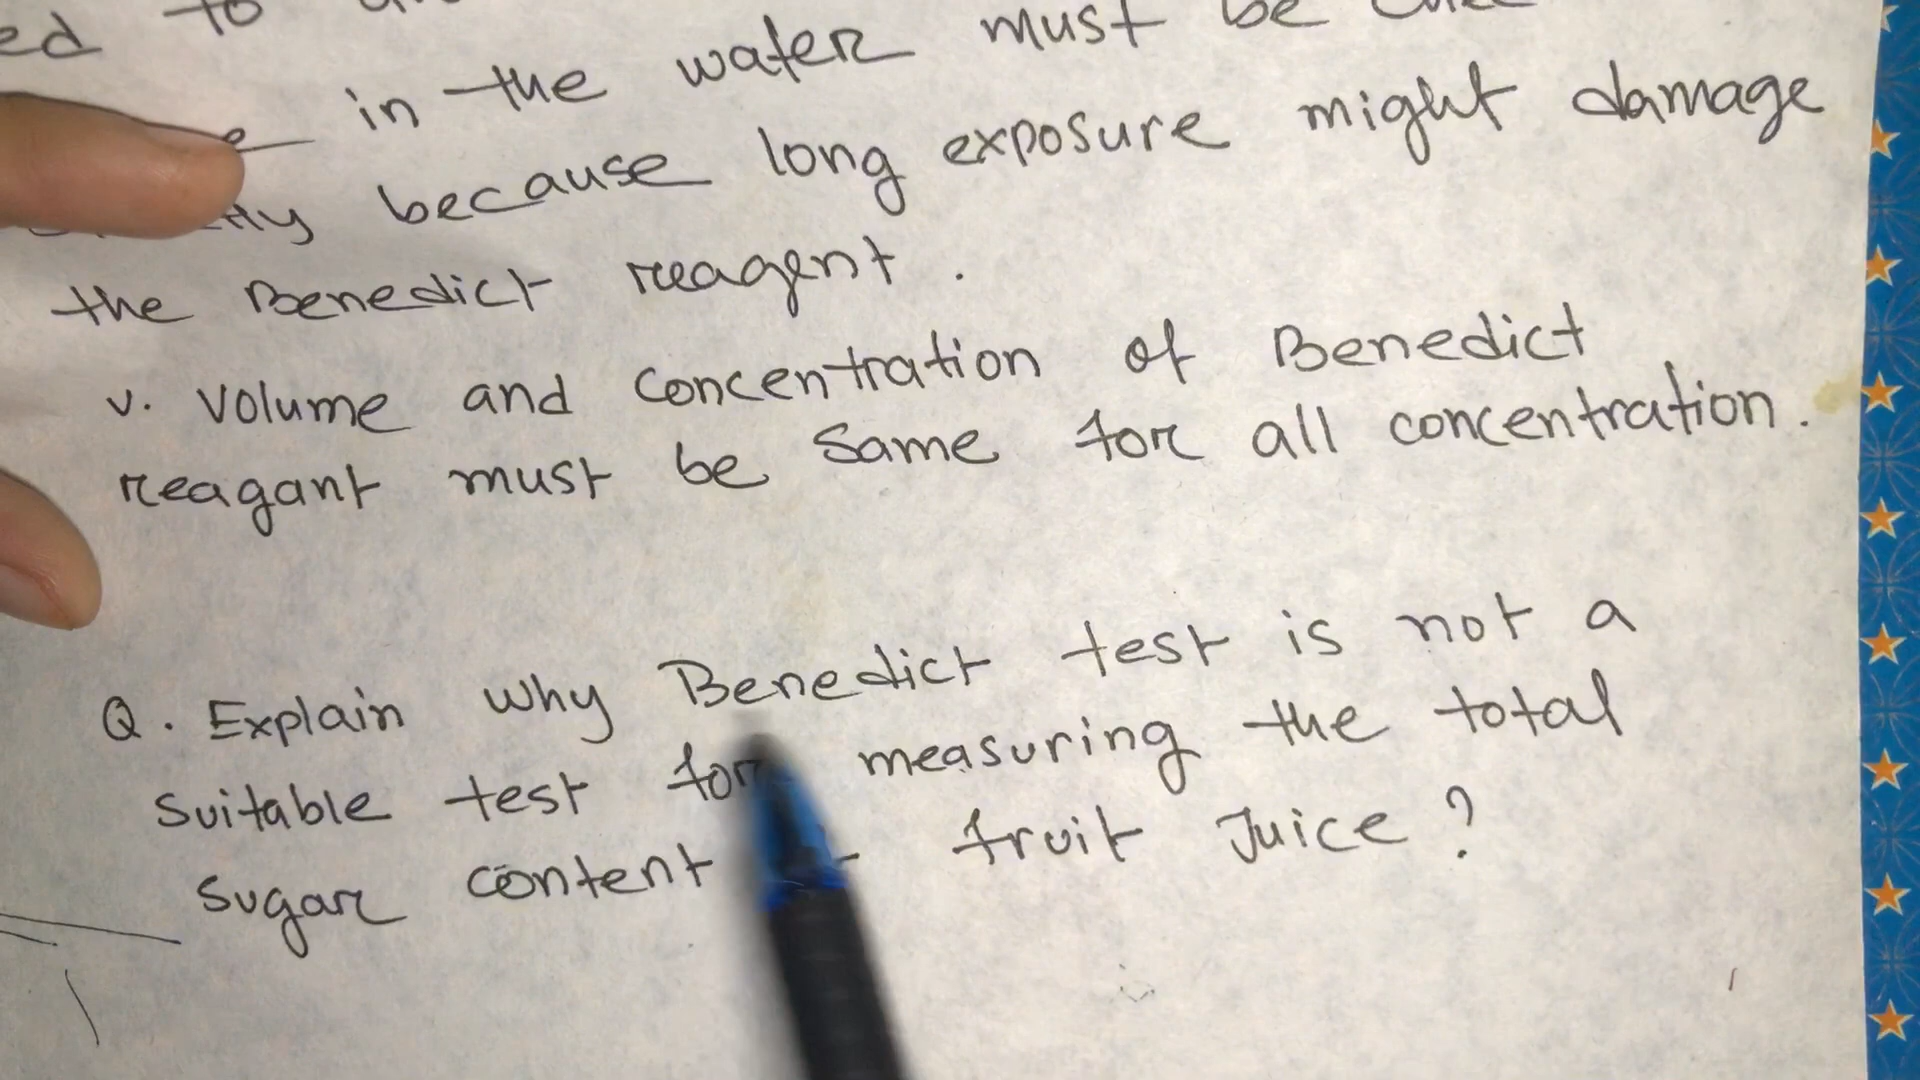 ed to
in the water must be
because long exposure might damage
the Benedict reagent.
v. Volume and concentration of Benedict
reagant must be same for all concentration.
Q. Explain why Benedict test is not a
suitable test for measuring the total
sugar content fruit Juice?